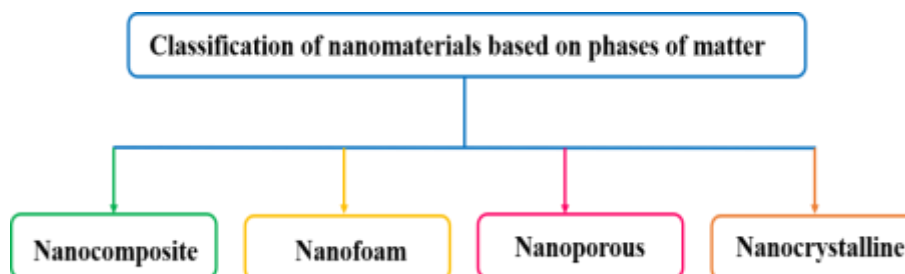 Classification of nanomaterials based on phases of matter
Nanocomposite
Nanofoam
Nanoporous
Nanocrystalline